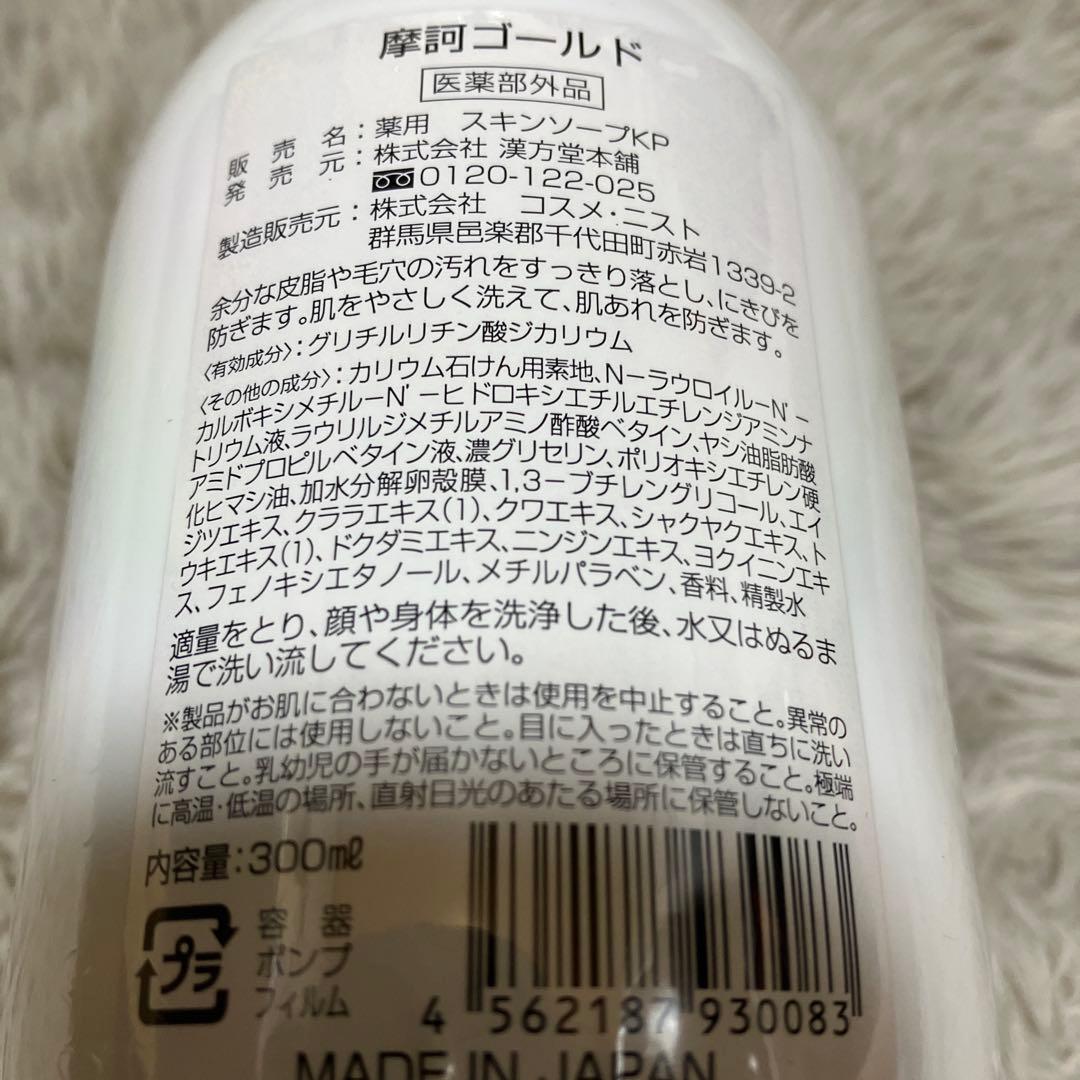 摩訶ゴールド
医薬部外品
販売名:薬用 スキンソープKP
発売元:株式会社 漢方堂本舗
0120-122-025
製造販売元:株式会社 コスメ・ニスト
群馬県邑楽郡千代田町赤岩1339-2
余分な皮脂や毛穴の汚れをすっきり落とし、にきびを
防ぎます。肌をやさしく洗えて、肌あれを防ぎます。
〈有効成分〉:グリチルリチン酸ジカリウム
〈その他の成分〉:カリウム石けん用素地、N－ラウロイル－N'－
カルボキシメチル－N'－ヒドロキシエチルエチレンジアミンナ
トリウム液、ラウリルジメチルアミノ酢酸ベタイン、ヤシ油脂肪酸
アミドプロピルベタイン液、濃グリセリン、ポリオキシエチレン硬
化ヒマシ油、加水分解卵殻膜、1,3－ブチレングリコール、エイ
ジツエキス、クララエキス(1)、クワエキス、シャクヤクエキス、ト
ウキエキス(1)、ドクダミエキス、ニンジンエキス、ヨクイニンエキ
ス、フェノキシエタノール、メチルパラベン、香料、精製水
適量をとり、顔や身体を洗浄した後、水又はぬるま
湯で洗い流してください。
※製品がお肌に合わないときは使用を中止すること。異常の
ある部位には使用しないこと。目に入ったときは直ちに洗い
流すこと。乳幼児の手が届かないところに保管すること。極端
に高温・低温の場所、直射日光のあたる場所に保管しないこと。
内容量:300mℓ
プラ
容器
ポンプ
フィルム
4 562187 930083
MADE IN JAPAN